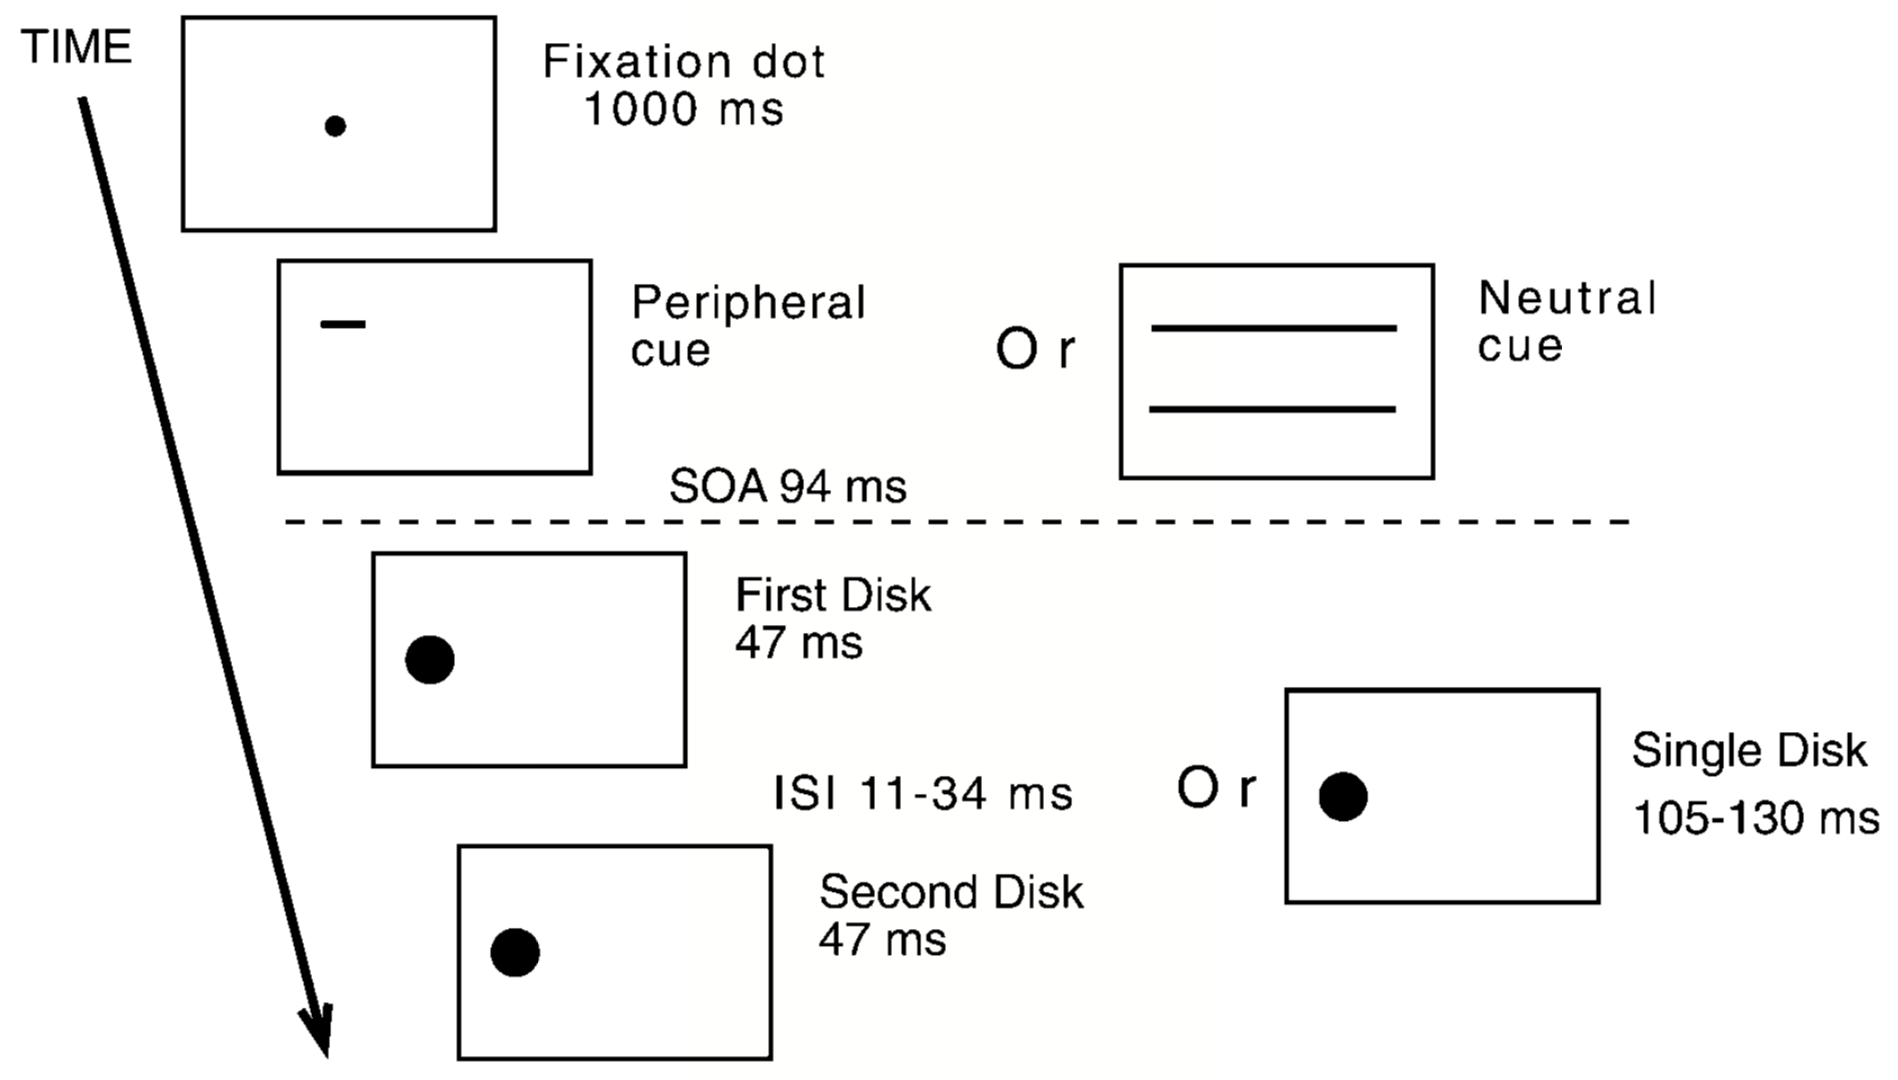 TIME
Fixation dot
1000 ms
Peripheral
cue
Or
Neutral
cue
SOA 94 ms
First Disk
47 ms
ISI 11-34 ms
Or
Single Disk
105-130 ms
Second Disk
47 ms